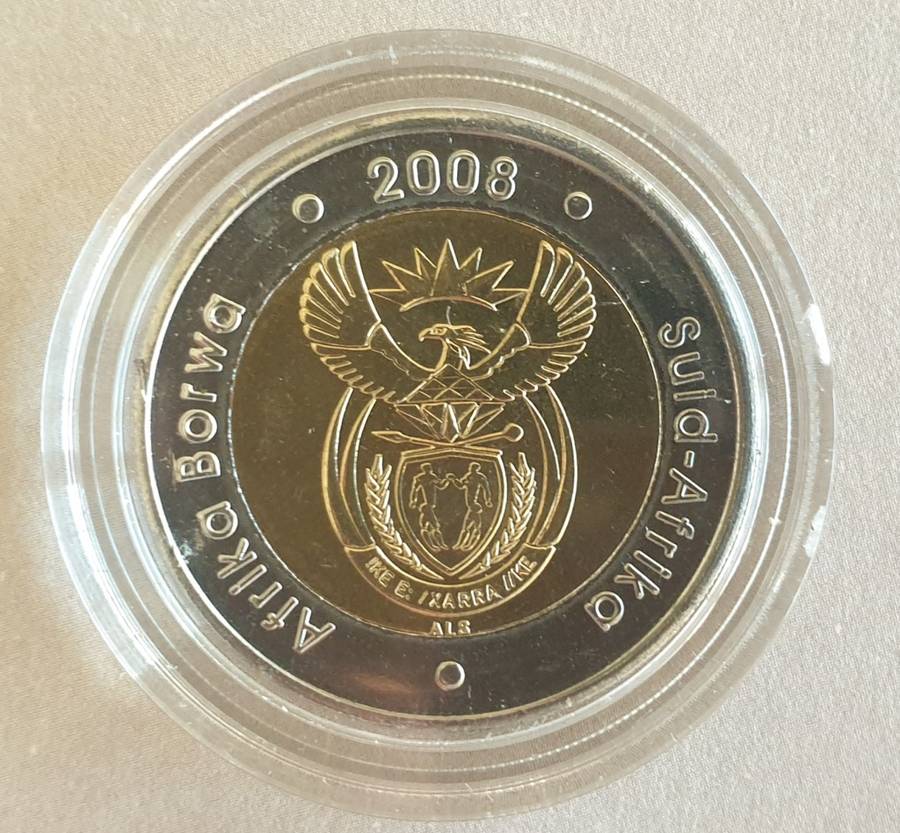 2008
Afrika Borwa
Suid-Afrika
!KE E: /XARRA //KE
ALS